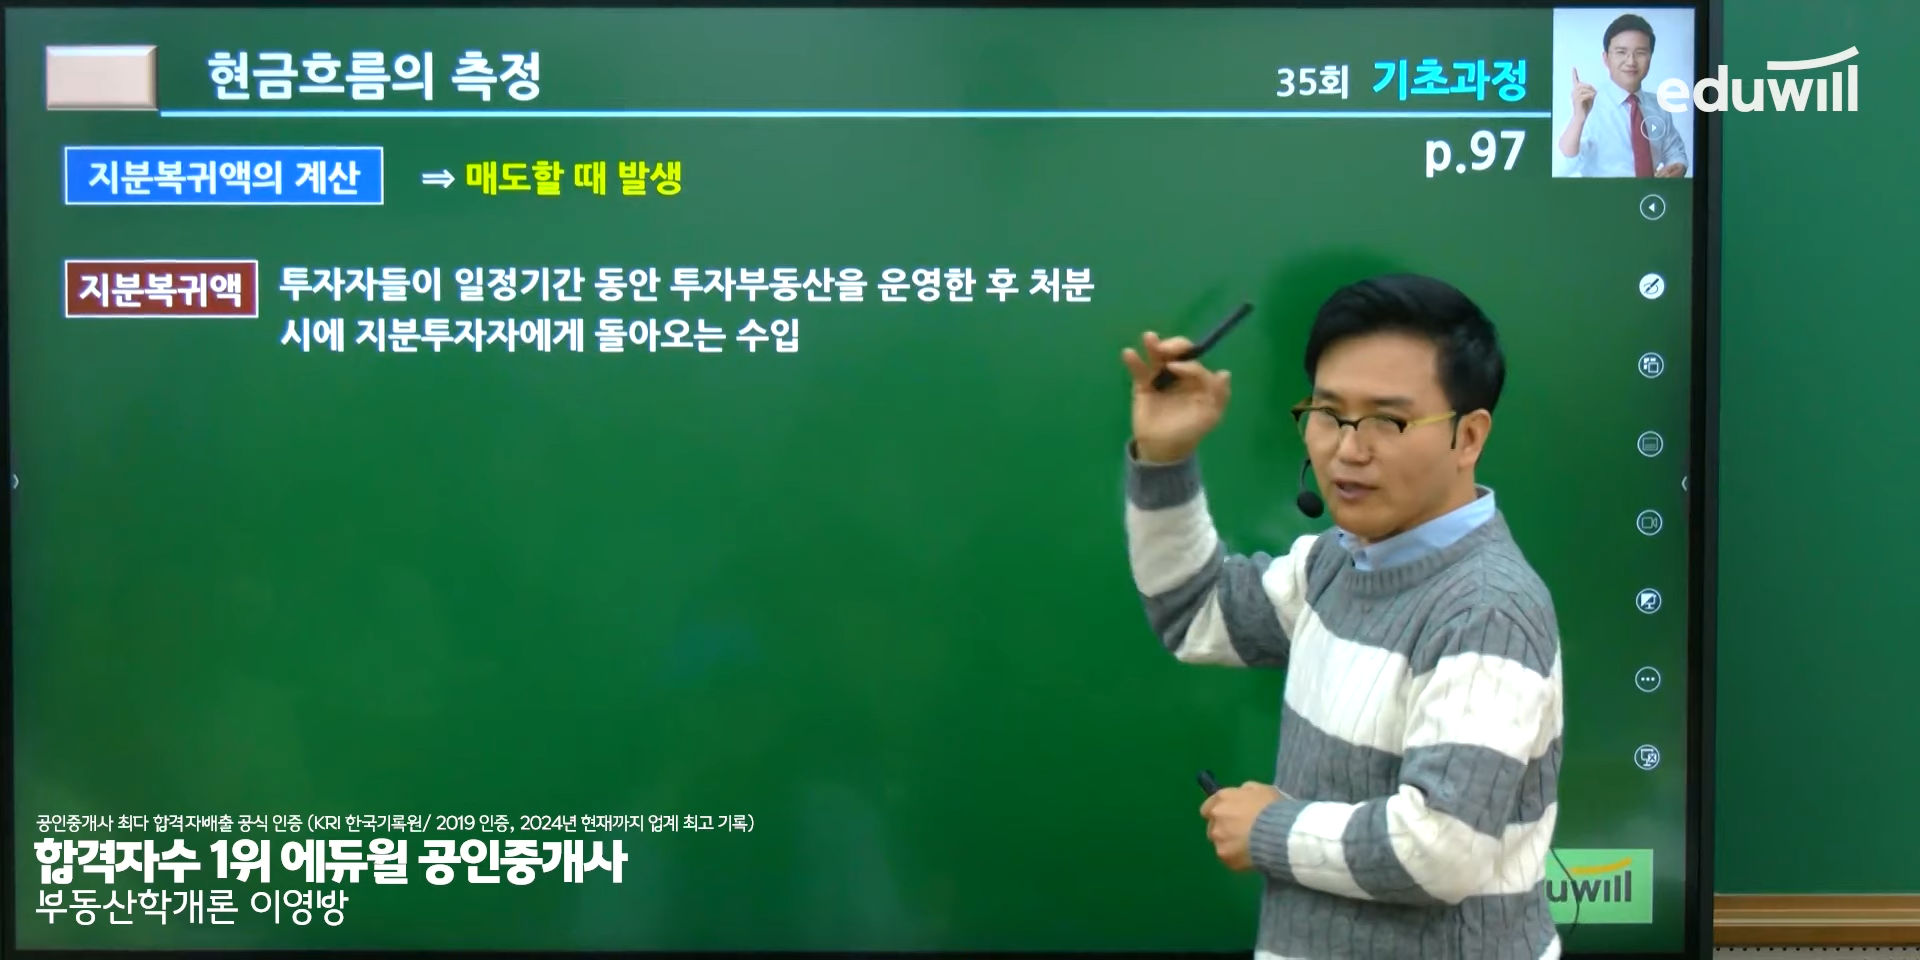 현금흐름의 측정
35회 기초과정
eduwill
p.97
지분복귀액의 계산 ⇒ 매도할 때 발생
지분복귀액 투자자들이 일정기간 동안 투자부동산을 운영한 후 처분
시에 지분투자자에게 돌아오는 수입
공인중개사 최다 합격자배출 공식 인증 (KRI 한국기록원/ 2019 인증, 2024년 현재까지 업계 최고 기록)
합격자수 1위 에듀윌 공인중개사
부동산학개론 이영방
uwill